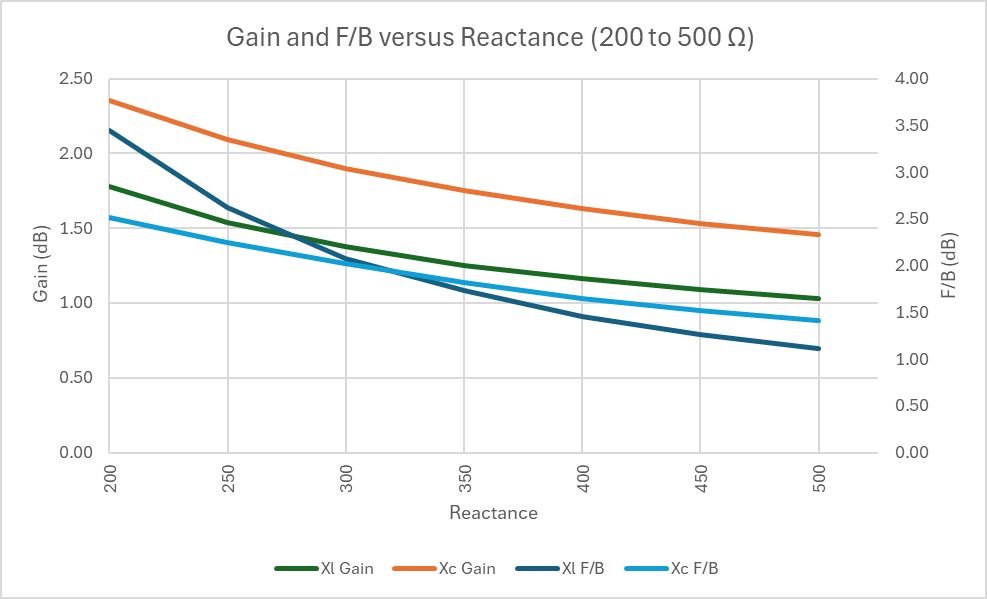 Gain and F/B versus Reactance (200 to 500 Ω)
2.50
2.00
1.50
1.00
0.50
0.00
Gain (dB)
4.00
3.50
3.00
2.50
2.00
1.50
1.00
0.50
0.00
F/B (dB)
200 250 300 350 400 450 500
Reactance
Xl Gain Xc Gain Xl F/B Xc F/B